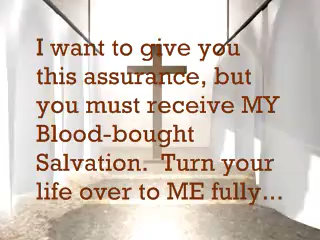 I want to give you
this assurance, but
you must receive MY
Blood-bought
Salvation.  Turn your
life over to ME fully...